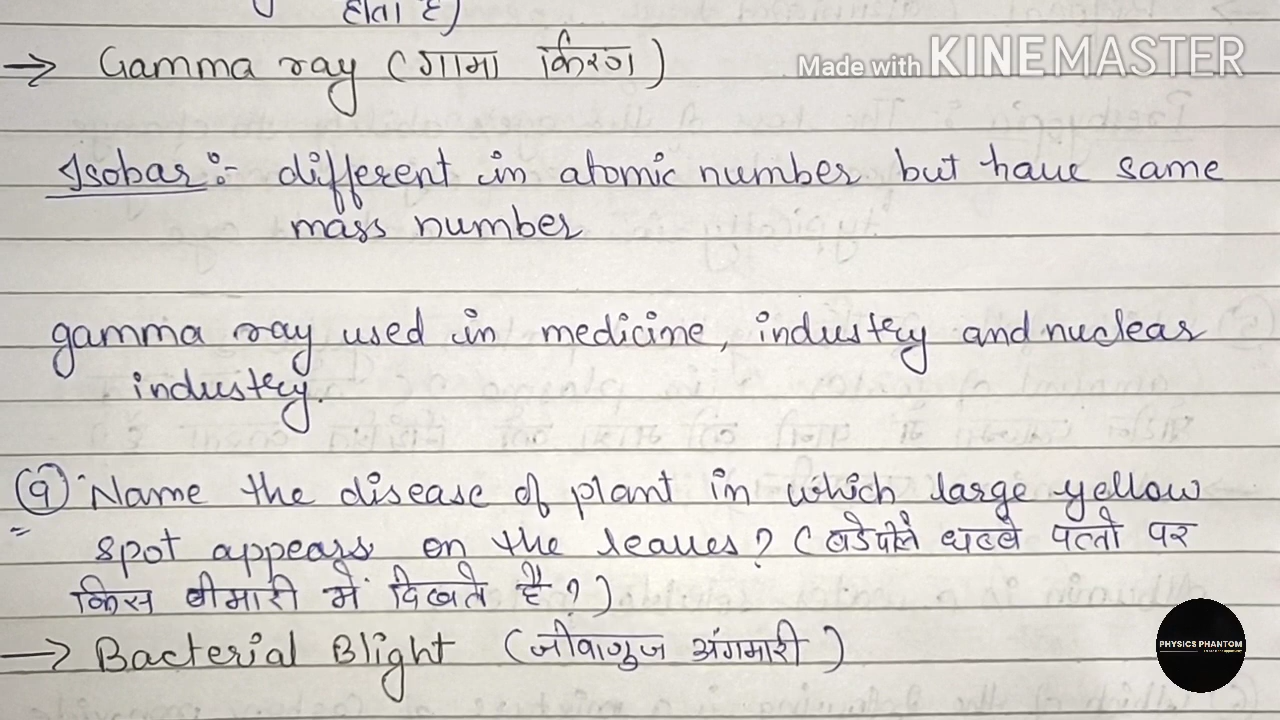 होता है)
→ Gamma ray (गामा किरण)
Made with KINEMASTER
Isobar :- different in atomic number but have same
mass number
gamma ray used in medicine, industry and nuclear
industry.
(9) Name the disease of plant in which large yellow
spot appears on the leaves? (बडे पीले धब्बे पत्तो पर
किस बीमारी में दिखते है?)
→ Bacterial Blight (जीवाणुज अंगमारी)
PHYSICS PHANTOM